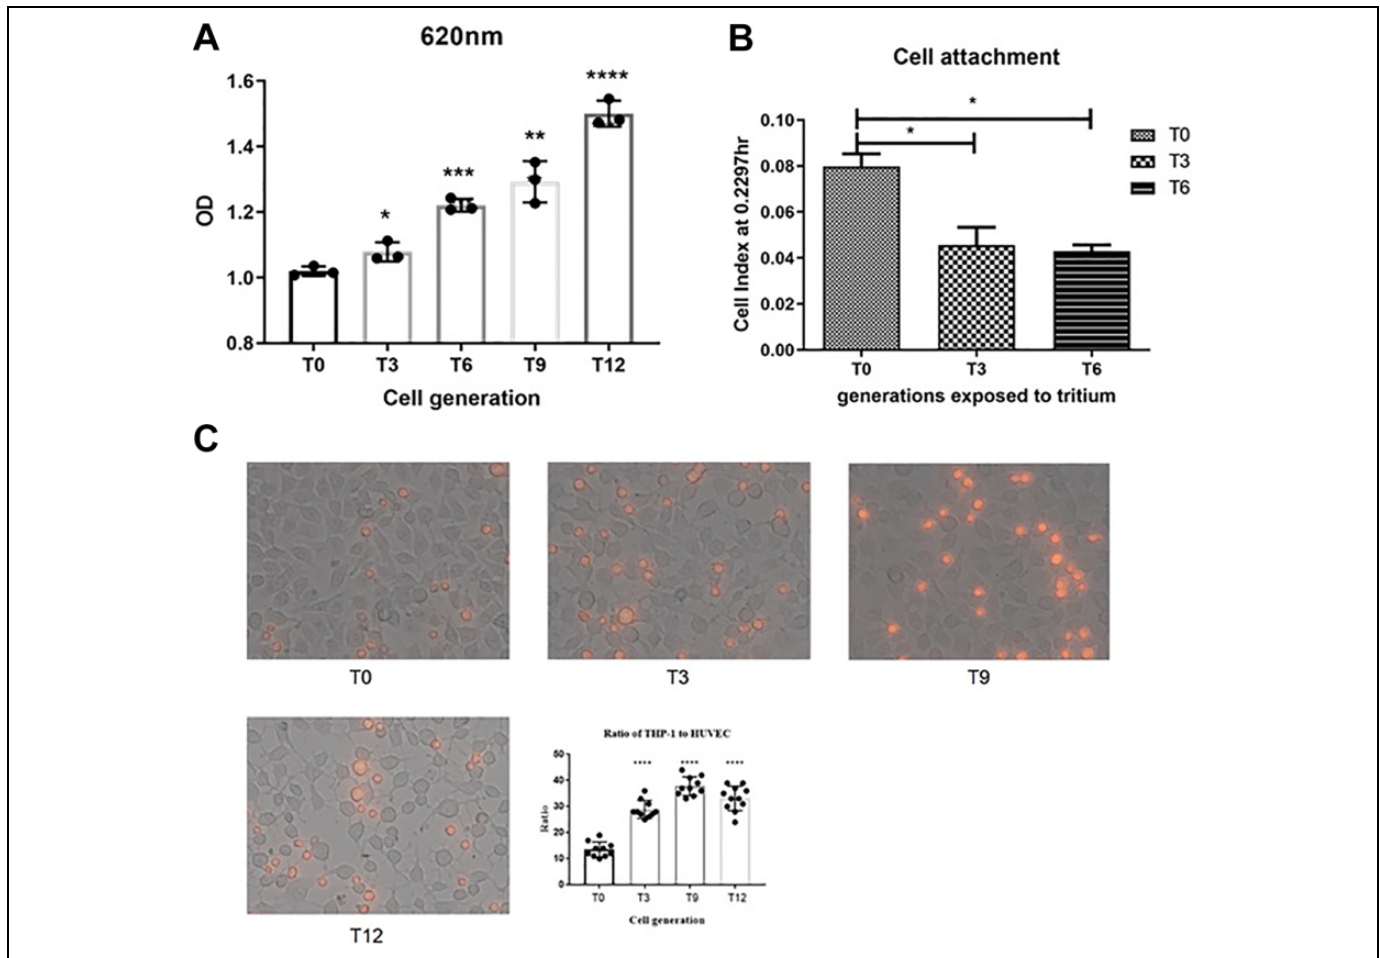 A
620nm
****
**
***
*
1.6
1.4
1.2
1.0
0.8
OD
T0 T3 T6 T9 T12
Cell generation
B
Cell attachment
*
*
0.10
0.08
0.06
0.04
0.02
0.00
Cell Index at 0.2297hr
T0
T3
T6
T0 T3 T6
generations exposed to tritium
C
T0
T3
T9
T12
Ratio of THP-1 to HUVEC
**** **** ****
50
40
30
20
10
0
Ratio
T0 T3 T9 T12
Cell generation